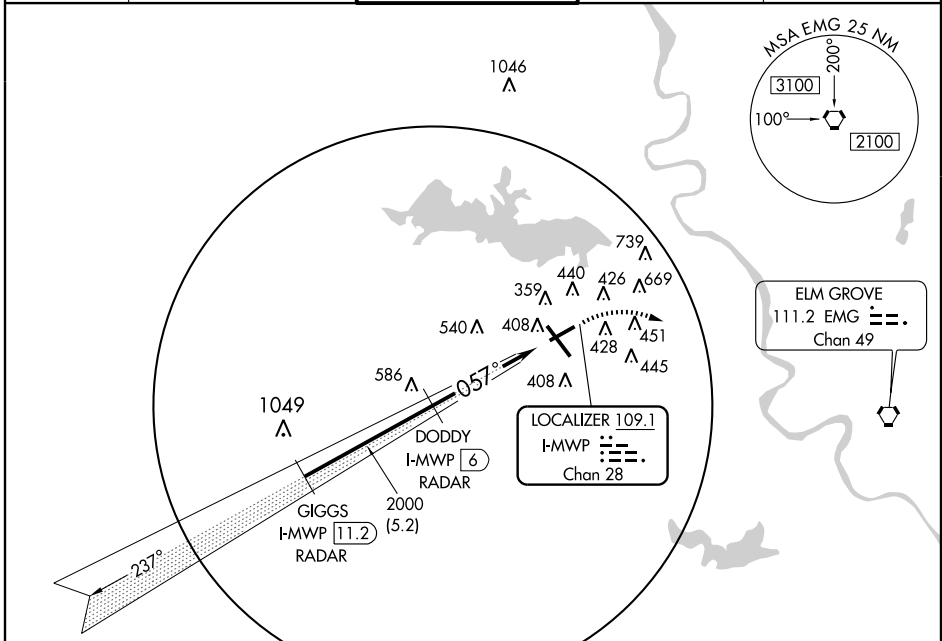 MSA EMG 25 NM
200°
3100
100°
2100
1046
739
440
426
669
359
540
408
451
428
445
586
057°
408
1049
ELM GROVE
111.2 EMG
Chan 49
LOCALIZER 109.1
I-MWP
Chan 28
DODDY
I-MWP 6
RADAR
2000
(5.2)
GIGGS
I-MWP 11.2
RADAR
237°